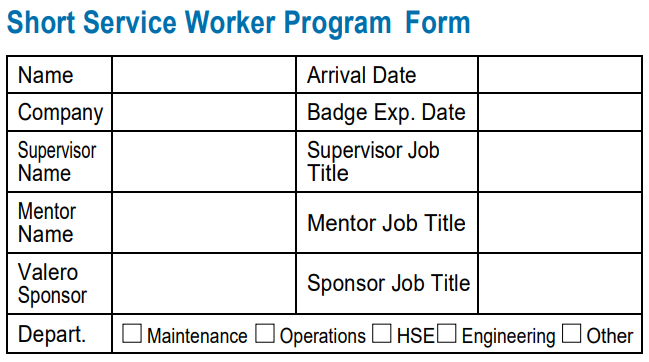 Short Service Worker Program Form
Name Arrival Date
Company Badge Exp. Date
Supervisor Name Supervisor Job Title
Mentor Name Mentor Job Title
Valero Sponsor Sponsor Job Title
Depart. ☐ Maintenance ☐ Operations ☐ HSE ☐ Engineering ☐ Other